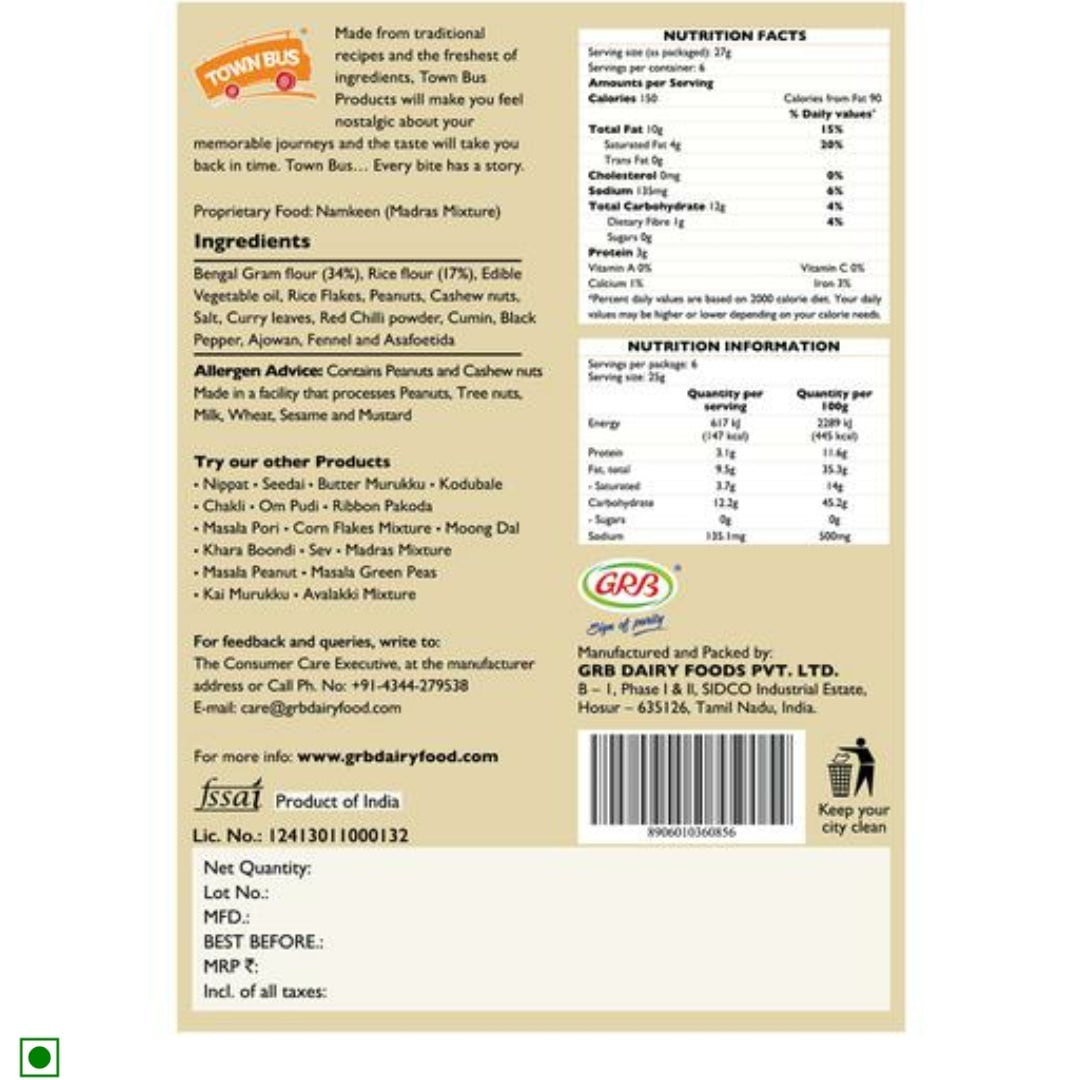 TOWN BUS
Made from traditional
recipes and the freshest of
ingredients, Town Bus
Products will make you feel
nostalgic about your
memorable journeys and the taste will take you
back in time. Town Bus... Every bite has a story.
Proprietary Food: Namkeen (Madras Mixture)
Ingredients
Bengal Gram flour (34%), Rice flour (17%), Edible
Vegetable oil, Rice Flakes, Peanuts, Cashew nuts,
Salt, Curry leaves, Red Chilli powder, Cumin, Black
Pepper, Ajowan, Fennel and Asafoetida
Allergen Advice: Contains Peanuts and Cashew nuts
Made in a facility that processes Peanuts, Tree nuts,
Milk, Wheat, Sesame and Mustard
Try our other Products
• Nippat • Seedai • Butter Murukku • Kodubale
• Chakli • Om Pudi • Ribbon Pakoda
• Masala Pori • Corn Flakes Mixture • Moong Dal
• Khara Boondi • Sev • Madras Mixture
• Masala Peanut • Masala Green Peas
• Kai Murukku • Avalakki Mixture
For feedback and queries, write to:
The Consumer Care Executive, at the manufacturer
address or Call Ph. No: +91-4344-279538
E-mail: care@grbdairyfood.com
For more info: www.grbdairyfood.com
fssai Product of India
Lic. No.: 12413011000132
NUTRITION FACTS
Serving size (as packaged): 27g
Servings per container: 6
Amounts per Serving
Calories 150 Calories from Fat 90
% Daily values*
Total Fat 10g 15%
Saturated Fat 4g 20%
Trans Fat 0g
Cholesterol 0mg 0%
Sodium 135mg 6%
Total Carbohydrate 12g 4%
Dietary Fibre 1g 4%
Sugars 0g
Protein 3g
Vitamin A 0% Vitamin C 0%
Calcium 1% Iron 3%
*Percent daily values are based on 2000 calorie diet. Your daily
values may be higher or lower depending on your calorie needs.
NUTRITION INFORMATION
Servings per package: 6
Serving size: 25g
Quantity per serving Quantity per 100g
Energy 617 kJ 2289 kJ
(147 kcal) (445 kcal)
Protein 3.1g 11.6g
Fat, total 9.5g 35.3g
- Saturated 3.7g 14g
Carbohydrate 12.2g 45.2g
- Sugars 0g 0g
Sodium 135.1mg 500mg
GRB
Sign of purity
Manufactured and Packed by:
GRB DAIRY FOODS PVT. LTD.
B – 1, Phase I & II, SIDCO Industrial Estate,
Hosur – 635126, Tamil Nadu, India.
8906010360856
Keep your
city clean
Net Quantity:
Lot No.:
MFD.:
BEST BEFORE.:
MRP ₹:
Incl. of all taxes: